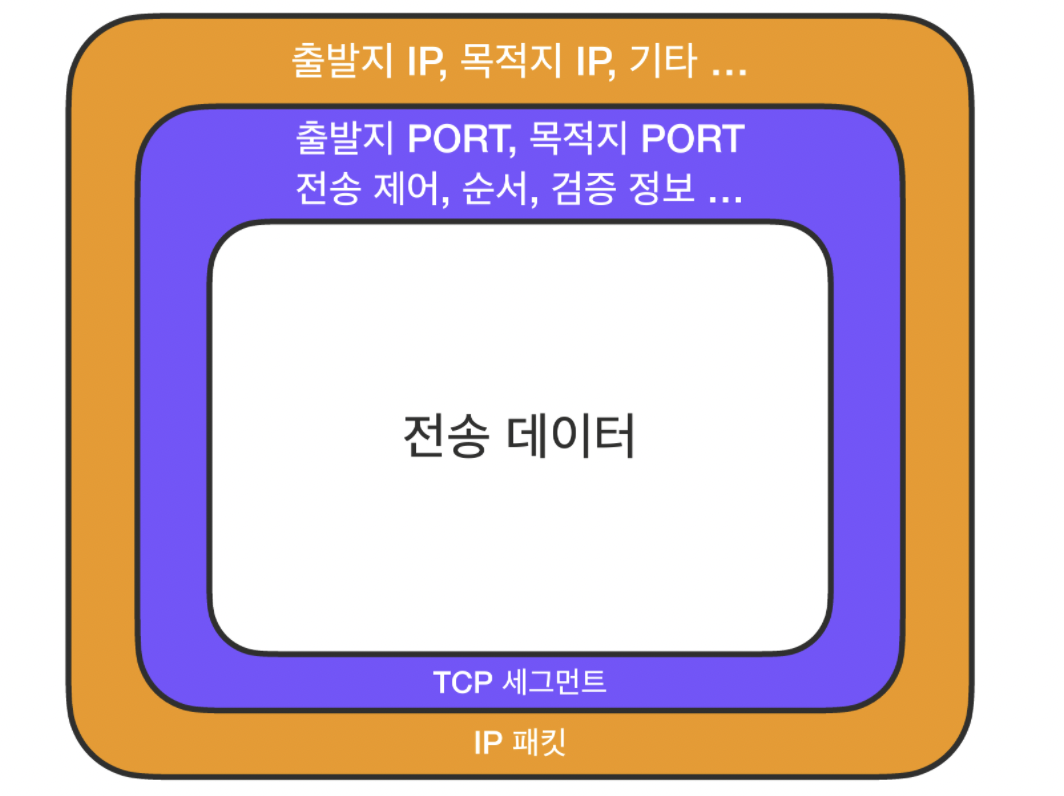 출발지 IP, 목적지 IP, 기타 ...
출발지 PORT, 목적지 PORT
전송 제어, 순서, 검증 정보 ...
전송 데이터
TCP 세그먼트
IP 패킷